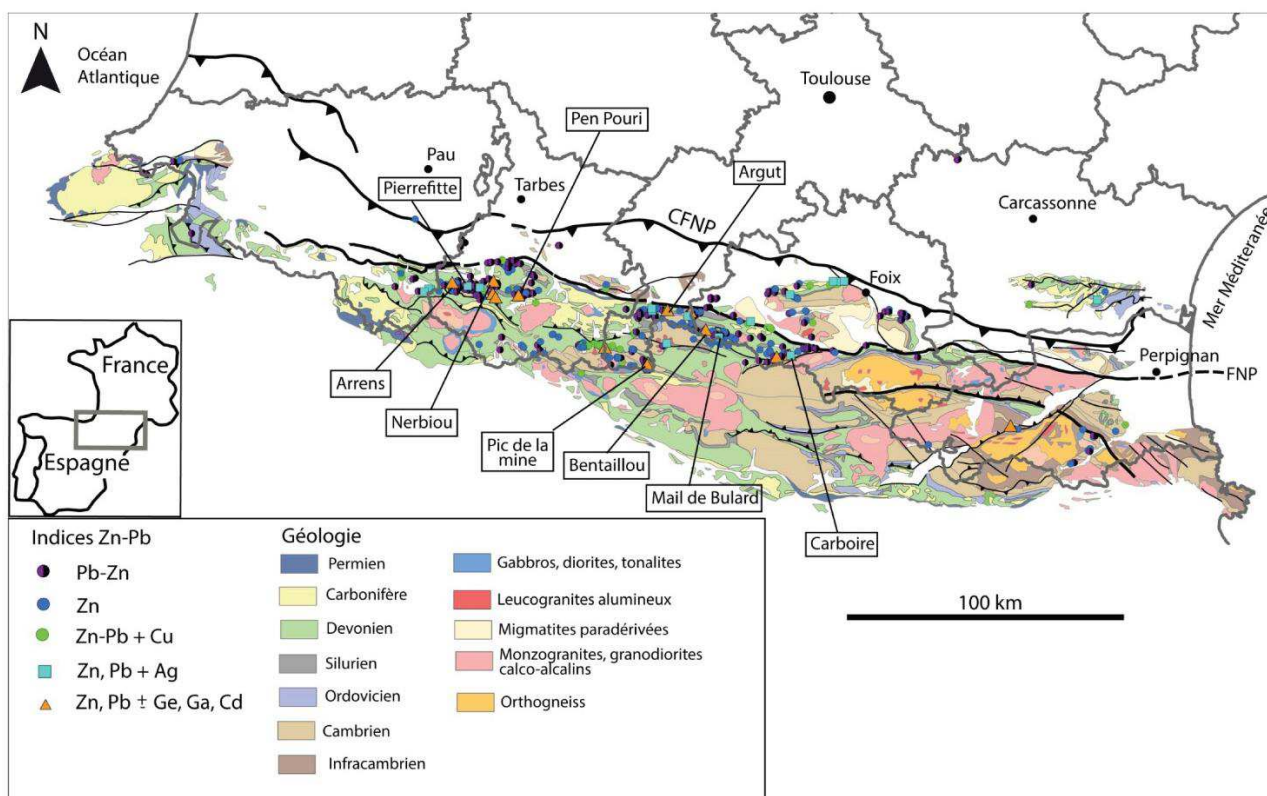 N
Océan
Atlantique
Toulouse
Pen Pouri
Pau
Argut
Pierrefitte
Tarbes
Carcassonne
CFNP
Foix
Mer Méditeranée
Perpignan
FNP
Arrens
Nerbiou
Pic de la
mine
Bentaillou
Mail de Bulard
Carboire
France
Espagne
Indices Zn-Pb
Pb-Zn
Zn
Zn-Pb + Cu
Zn, Pb + Ag
Zn, Pb ± Ge, Ga, Cd
Géologie
Permien
Carbonifère
Devonien
Silurien
Ordovicien
Cambrien
Infracambrien
Gabbros, diorites, tonalites
Leucogranites alumineux
Migmatites paradérivées
Monzogranites, granodiorites
calco-alcalins
Orthogneiss
100 km